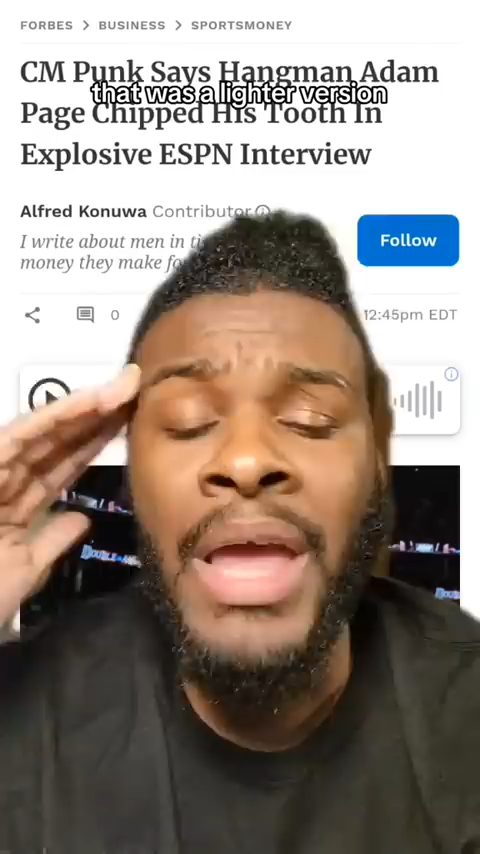 FORBES > BUSINESS > SPORTSMONEY
CM Punk Says Hangman Adam
that was a lighter version
Page Chipped His Tooth In
Explosive ESPN Interview
Alfred Konuwa Contributor
I write about men in
Follow
money they make
0
12:45pm EDT